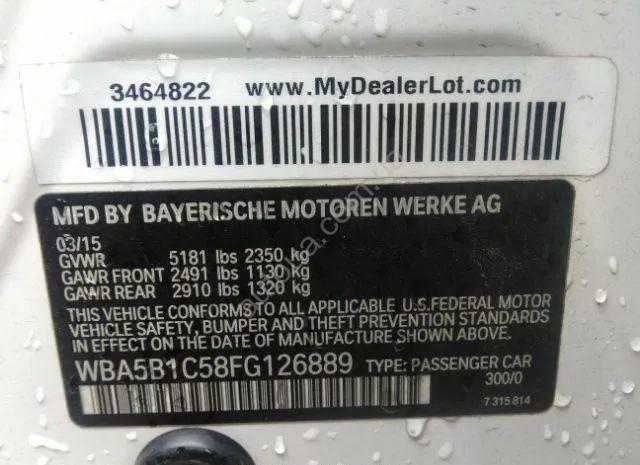 3464822 www.MyDealerLot.com
MFD BY BAYERISCHE MOTOREN WERKE AG
03/15
GVWR 5181 lbs 2350 kg
GAWR FRONT 2491 lbs 1130 kg
GAWR REAR 2910 lbs 1320 kg
THIS VEHICLE CONFORMS TO ALL APPLICABLE U.S.FEDERAL MOTOR
VEHICLE SAFETY, BUMPER AND THEFT PREVENTION STANDARDS
IN EFFECT ON THE DATE OF MANUFACTURE SHOWN ABOVE.
WBA5B1C58FG126889 TYPE: PASSENGER CAR
300/0
7 315 814